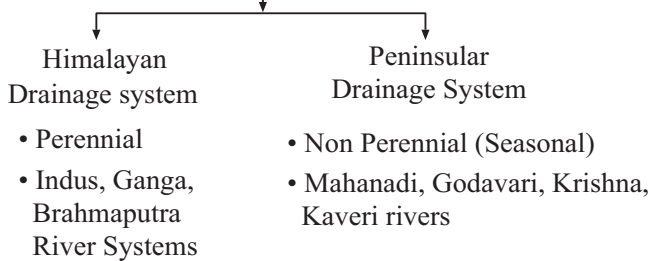 Himalayan
Drainage system
• Perennial
• Indus, Ganga,
Brahmaputra
River Systems
Peninsular
Drainage System
• Non Perennial (Seasonal)
• Mahanadi, Godavari, Krishna,
Kaveri rivers